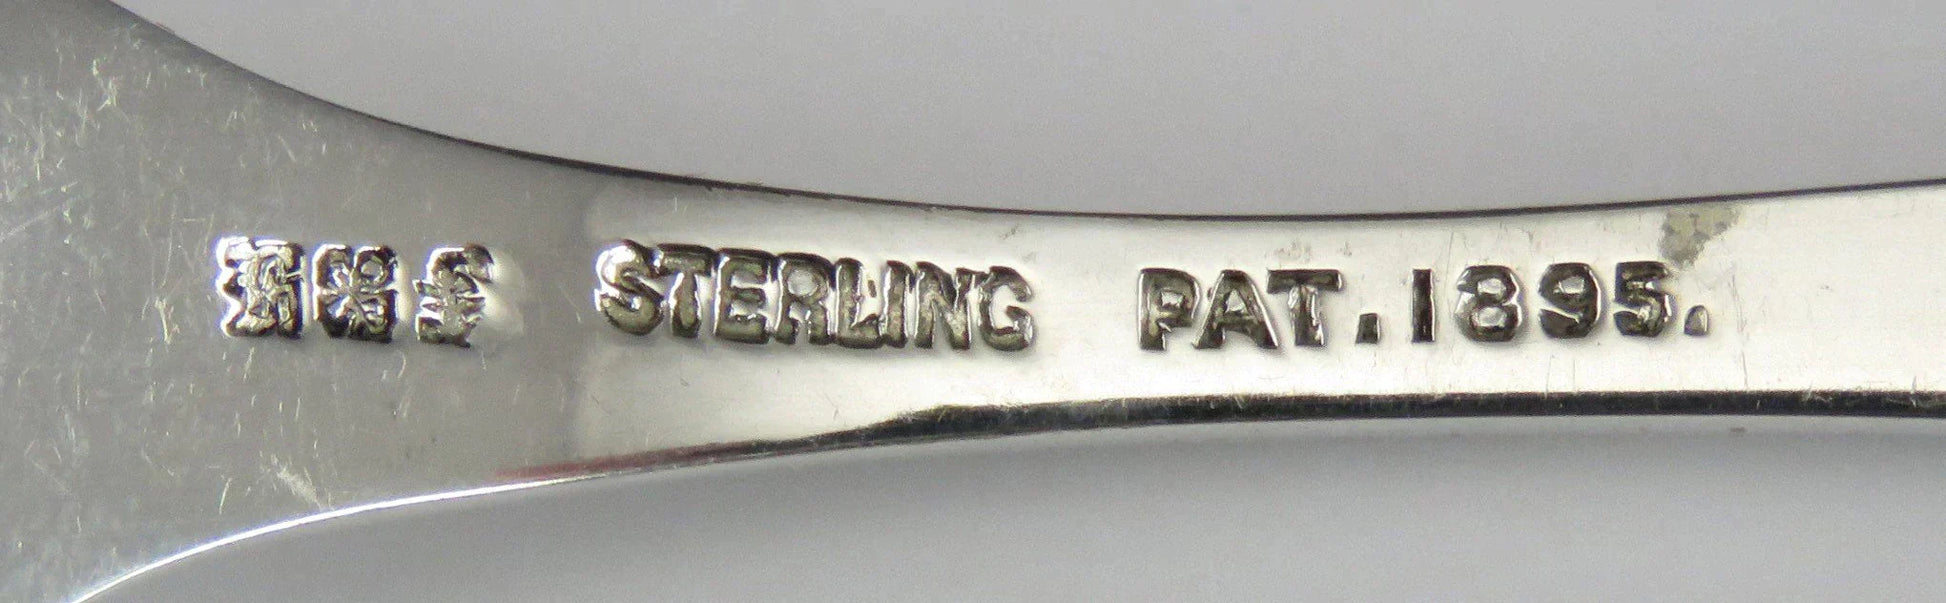 STERLING PAT. 1895.